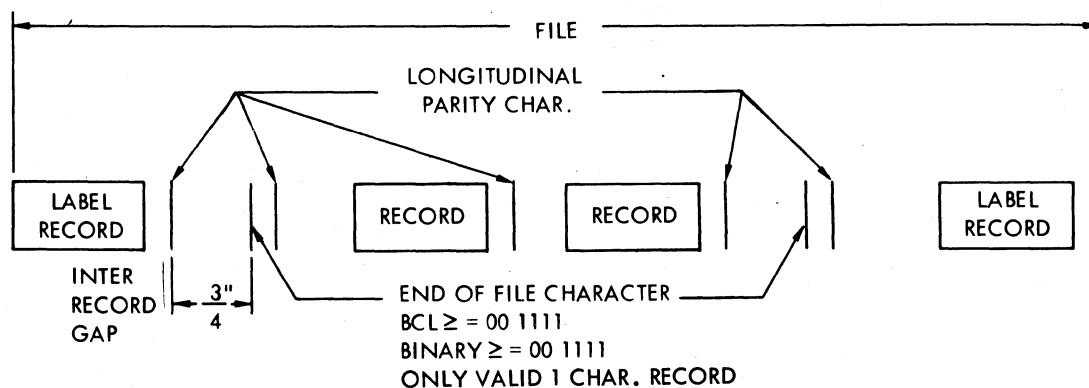 FILE
LONGITUDINAL
PARITY CHAR.
LABEL
RECORD
RECORD
RECORD
LABEL
RECORD
INTER
RECORD
GAP
3"
4
END OF FILE CHARACTER
BCL ≥ = 00 1111
BINARY ≥ = 00 1111
ONLY VALID 1 CHAR. RECORD